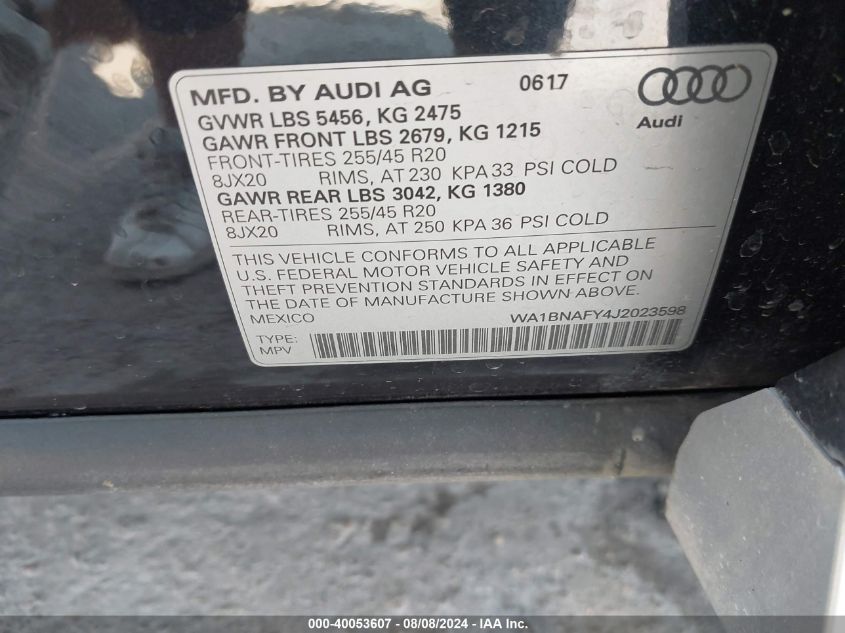 MFD. BY AUDI AG 0617
GVWR LBS 5456, KG 2475
GAWR FRONT LBS 2679, KG 1215
FRONT-TIRES 255/45 R20
8JX20 RIMS, AT 230 KPA 33 PSI COLD
GAWR REAR LBS 3042, KG 1380
REAR-TIRES 255/45 R20
8JX20 RIMS, AT 250 KPA 36 PSI COLD
Audi
THIS VEHICLE CONFORMS TO ALL APPLICABLE
U.S. FEDERAL MOTOR VEHICLE SAFETY AND
THEFT PREVENTION STANDARDS IN EFFECT ON
THE DATE OF MANUFACTURE SHOWN ABOVE.
MEXICO WA1BNAFY4J2023598
TYPE:
MPV
000-40053607 - 08/08/2024 - IAA